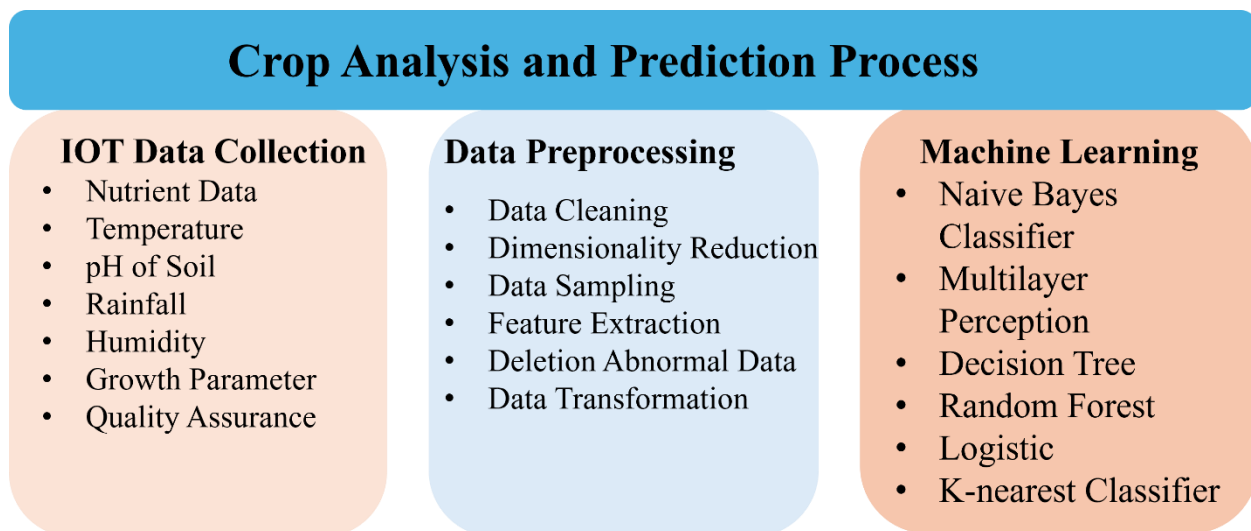 Crop Analysis and Prediction Process
IOT Data Collection
• Nutrient Data
• Temperature
• pH of Soil
• Rainfall
• Humidity
• Growth Parameter
• Quality Assurance
Data Preprocessing
• Data Cleaning
• Dimensionality Reduction
• Data Sampling
• Feature Extraction
• Deletion Abnormal Data
• Data Transformation
Machine Learning
• Naive Bayes
Classifier
• Multilayer
Perception
• Decision Tree
• Random Forest
• Logistic
• K-nearest Classifier